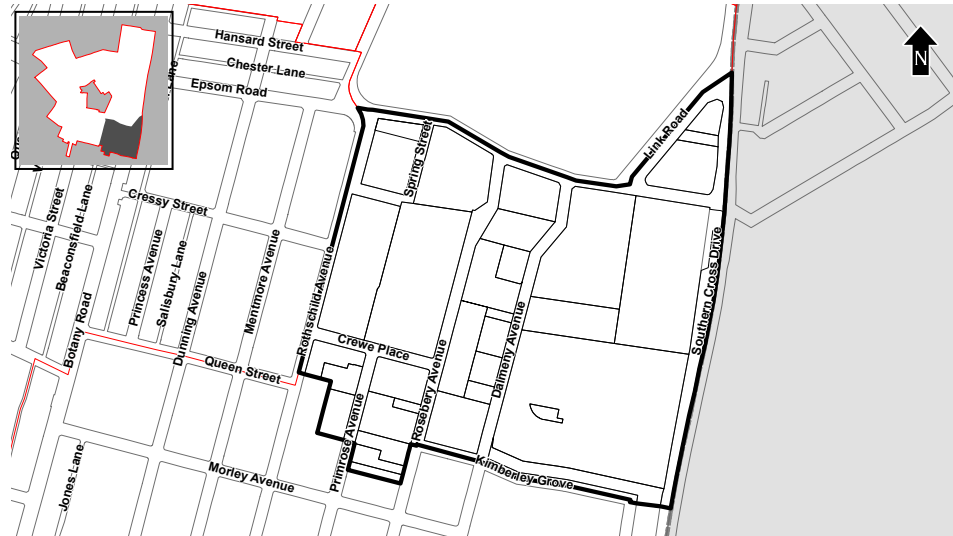 Hansard Street
Chester Lane
Epsom Road
Link Road
Spring Street
Cressy Street
Victoria Street
Beaconsfield Lane
Princess Avenue
Salisbury Lane
Dunning Avenue
Mentmore Avenue
Rothschild Avenue
Southern Cross Drive
Botany Road
Crewe Place
Queen Street
Dalmeny Avenue
Rosebery Avenue
Primrose Avenue
Kimberley Grove
Morley Avenue
Jones Lane
Lane
N